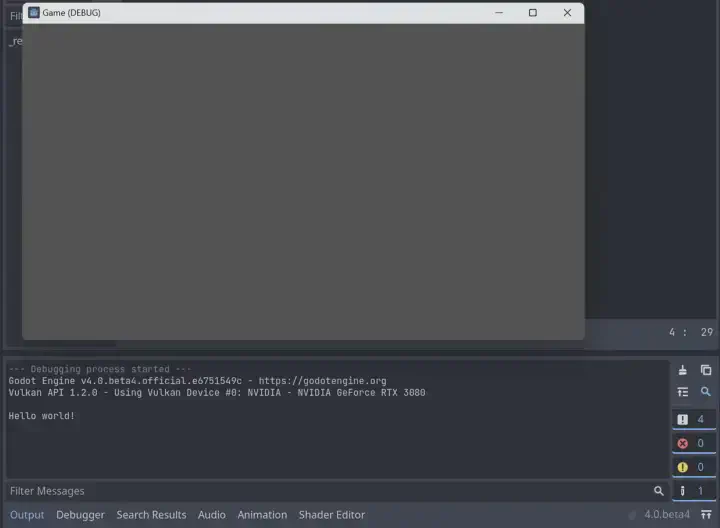 Game (DEBUG)
Fil
_re
4 : 29
--- Debugging process started ---
Godot Engine v4.0.beta4.official.e6751549c - https://godotengine.org
Vulkan API 1.2.0 - Using Vulkan Device #0: NVIDIA - NVIDIA GeForce RTX 3080
Hello world!
4
0
0
1
Filter Messages
Output Debugger Search Results Audio Animation Shader Editor 4.0.beta4